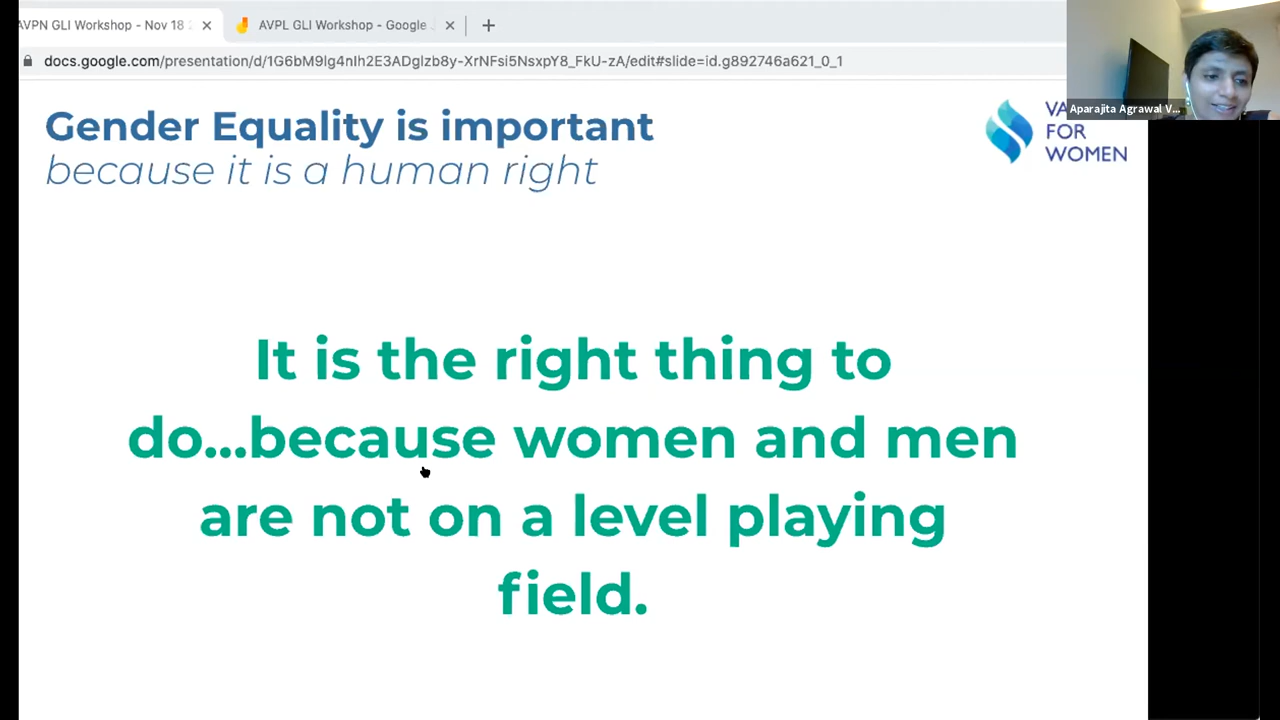 AVPN GLI Workshop - Nov 18
AVPL GLI Workshop - Google
docs.google.com/presentation/d/1G6bM9lg4nIh2E3ADglzb8y-XrNFsi5NsxpY8_FkU-zA/edit#slide=id.g892746a621_0_1
Aparajita Agrawal V...
Gender Equality is important
because it is a human right
VA
FOR
WOMEN
It is the right thing to
do...because women and men
are not on a level playing
field.